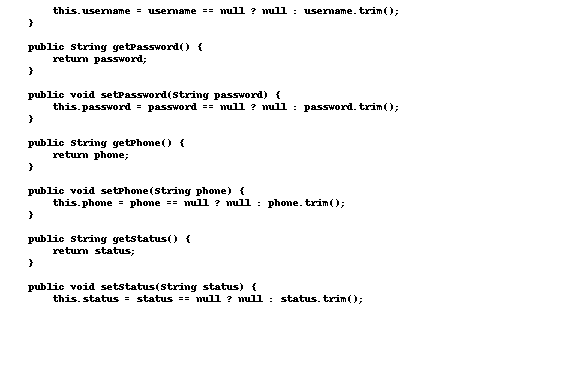 this.username = username == null ? null : username.trim();
}
public String getPassword() {
return password;
}
public void setPassword(String password) {
this.password = password == null ? null : password.trim();
}
public String getPhone() {
return phone;
}
public void setPhone(String phone) {
this.phone = phone == null ? null : phone.trim();
}
public String getStatus() {
return status;
}
public void setStatus(String status) {
this.status = status == null ? null : status.trim();